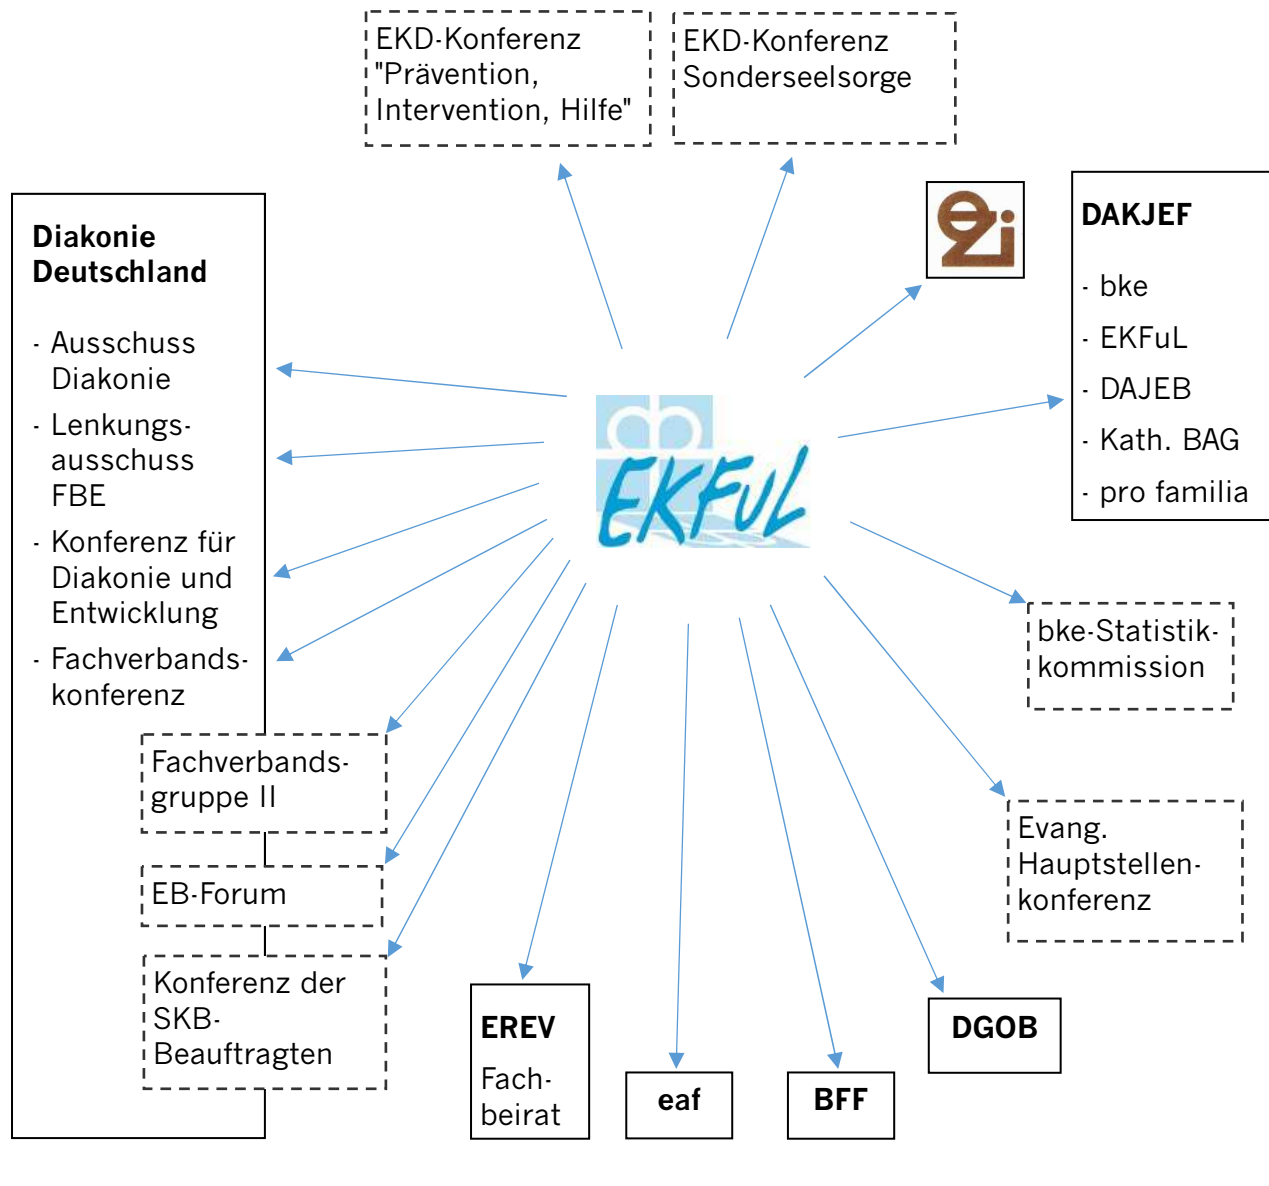 EKD-Konferenz
"Prävention,
Intervention, Hilfe"
EKD-Konferenz
Sonderseelsorge
ezi
DAKJEF
- bke
- EKFuL
- DAJEB
- Kath. BAG
- pro familia
Diakonie
Deutschland
- Ausschuss
Diakonie
- Lenkungs-
ausschuss
FBE
- Konferenz für
Diakonie und
Entwicklung
- Fachverbands-
konferenz
EKFuL
bke-Statistik-
kommission
Fachverbands-
gruppe II
Evang.
Hauptstellen-
konferenz
EB-Forum
Konferenz der
SKB-
Beauftragten
EREV
Fach-
beirat
eaf
BFF
DGOB